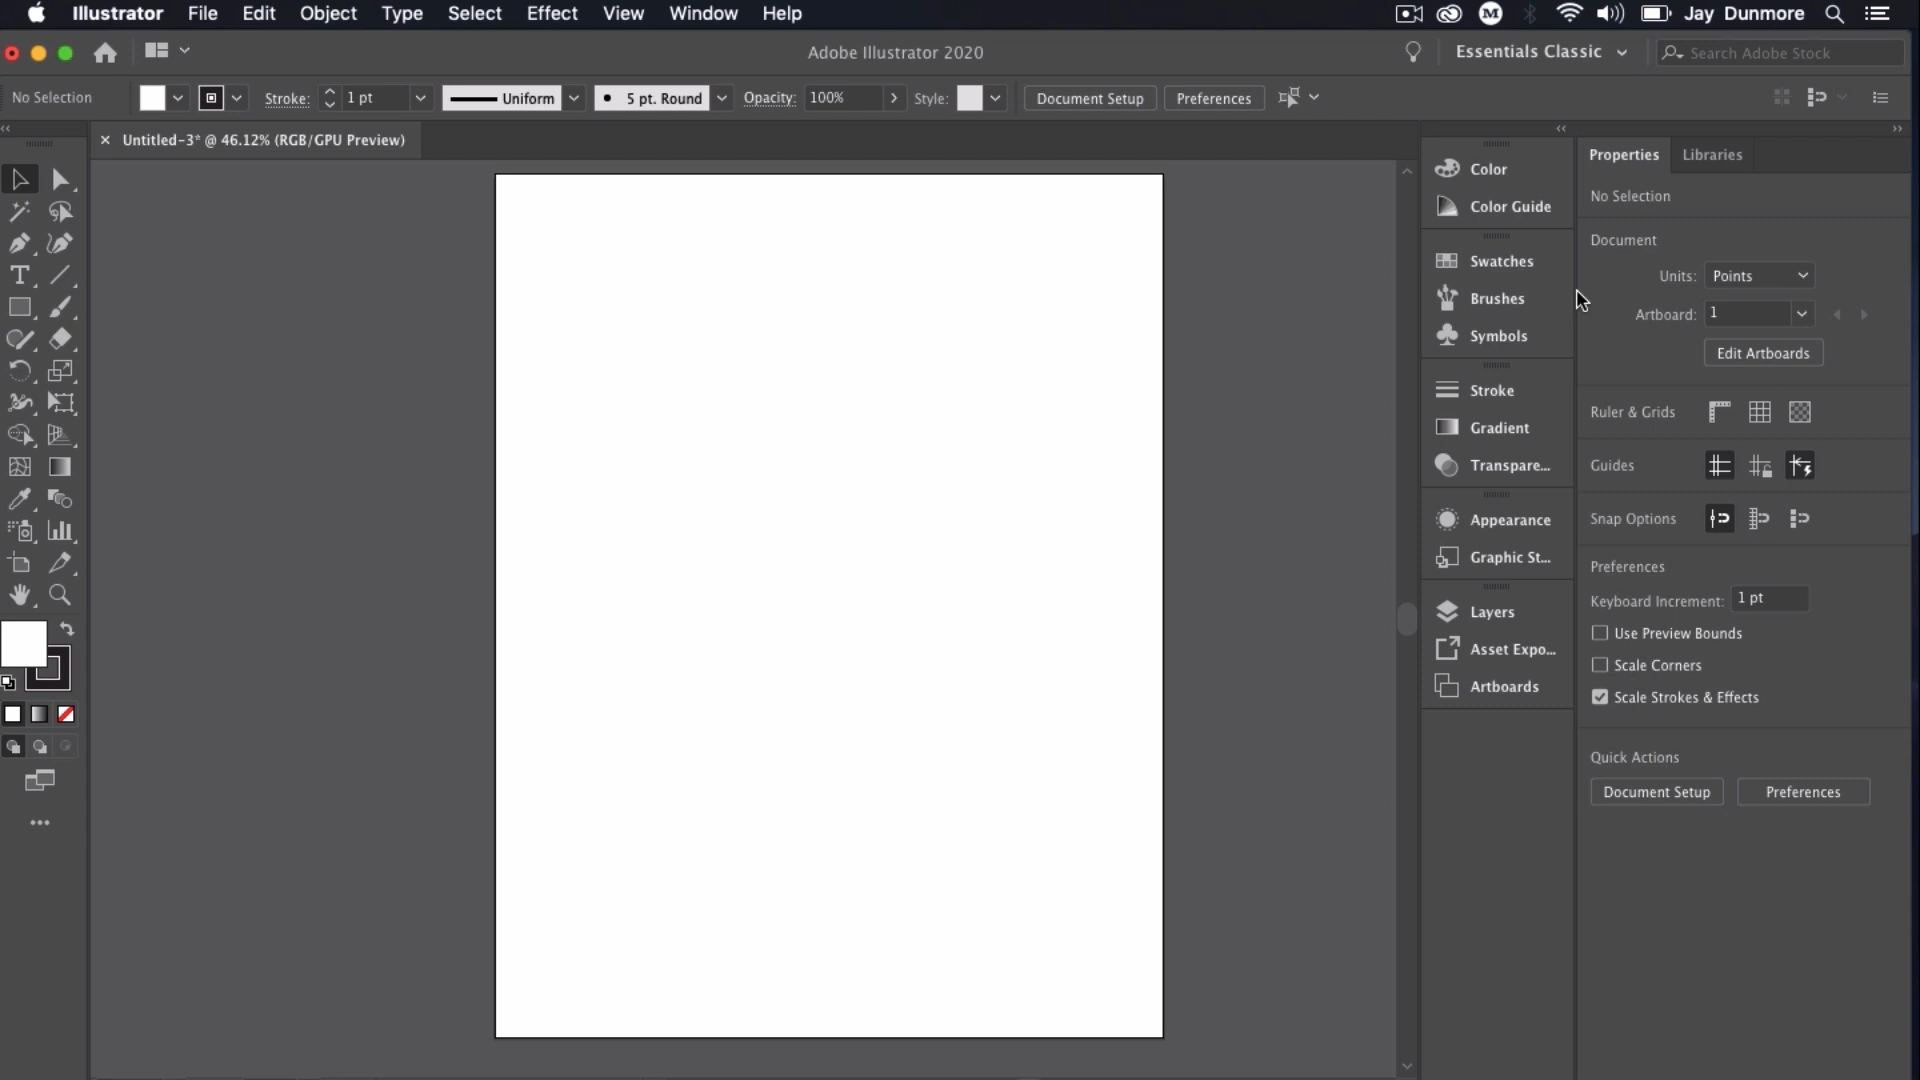 Illustrator File Edit Object Type Select Effect View Window Help Jay Dunmore
Adobe Illustrator 2020 Essentials Classic Search Adobe Stock
No Selection Stroke: 1 pt Uniform 5 pt. Round Opacity: 100% Style: Document Setup Preferences
Untitled-3* @ 46.12% (RGB/GPU Preview)
Color
Color Guide
Swatches
Brushes
Symbols
Stroke
Gradient
Transpare...
Appearance
Graphic St...
Layers
Asset Expo...
Artboards
Properties Libraries
No Selection
Document
Units: Points
Artboard: 1
Edit Artboards
Ruler & Grids
Guides
Snap Options
Preferences
Keyboard Increment: 1 pt
Use Preview Bounds
Scale Corners
Scale Strokes & Effects
Quick Actions
Document Setup Preferences